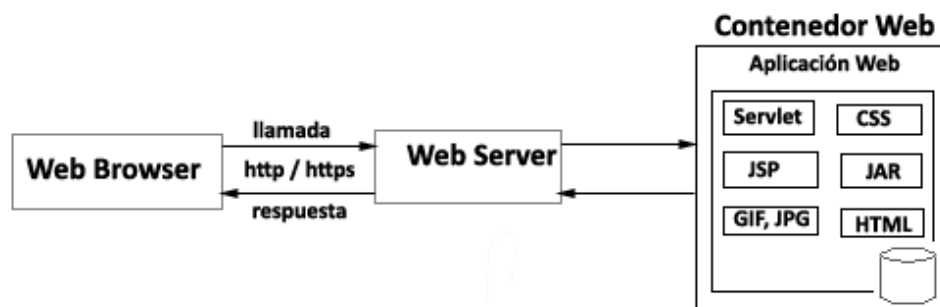 Contenedor Web
Aplicación Web
Servlet
CSS
llamada
Web Browser
http / https
Web Server
JSP
JAR
respuesta
GIF, JPG
HTML